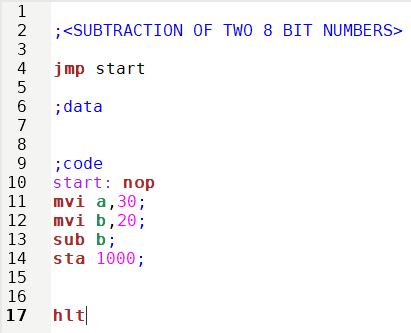 1
2 ;<SUBTRACTION OF TWO 8 BIT NUMBERS>
3
4 jmp start
5
6 ;data
7
8
9 ;code
10 start: nop
11 mvi a,30;
12 mvi b,20;
13 sub b;
14 sta 1000;
15
16
17 hlt